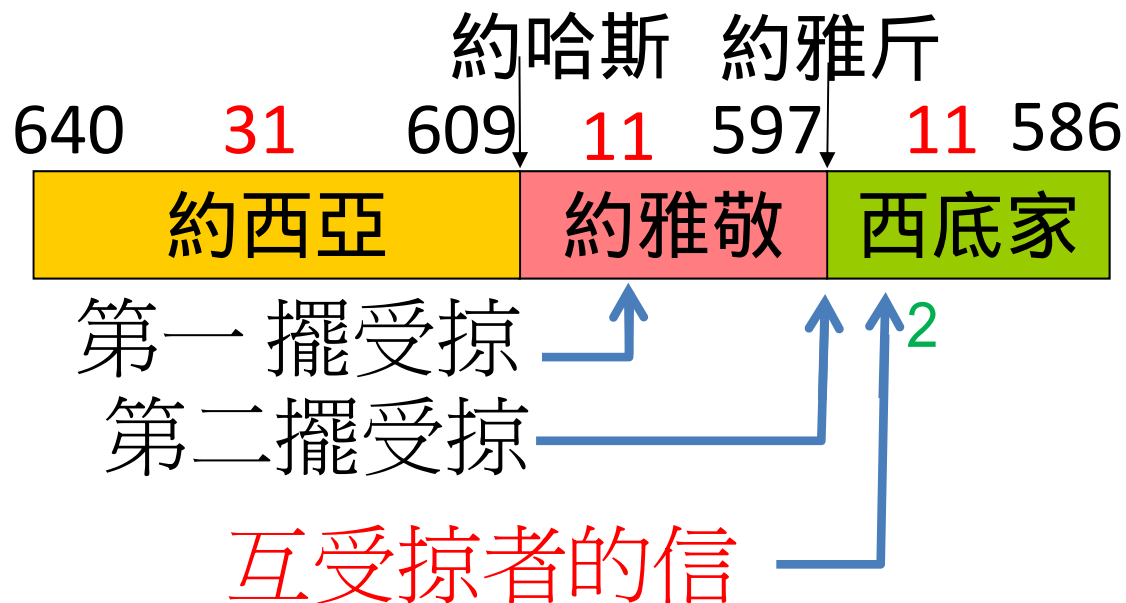 約哈斯 約雅斤
640 31 609 11 597 11 586
約西亞 約雅敬 西底家
第一 擺受掠
2
第二擺受掠
互受掠者的信